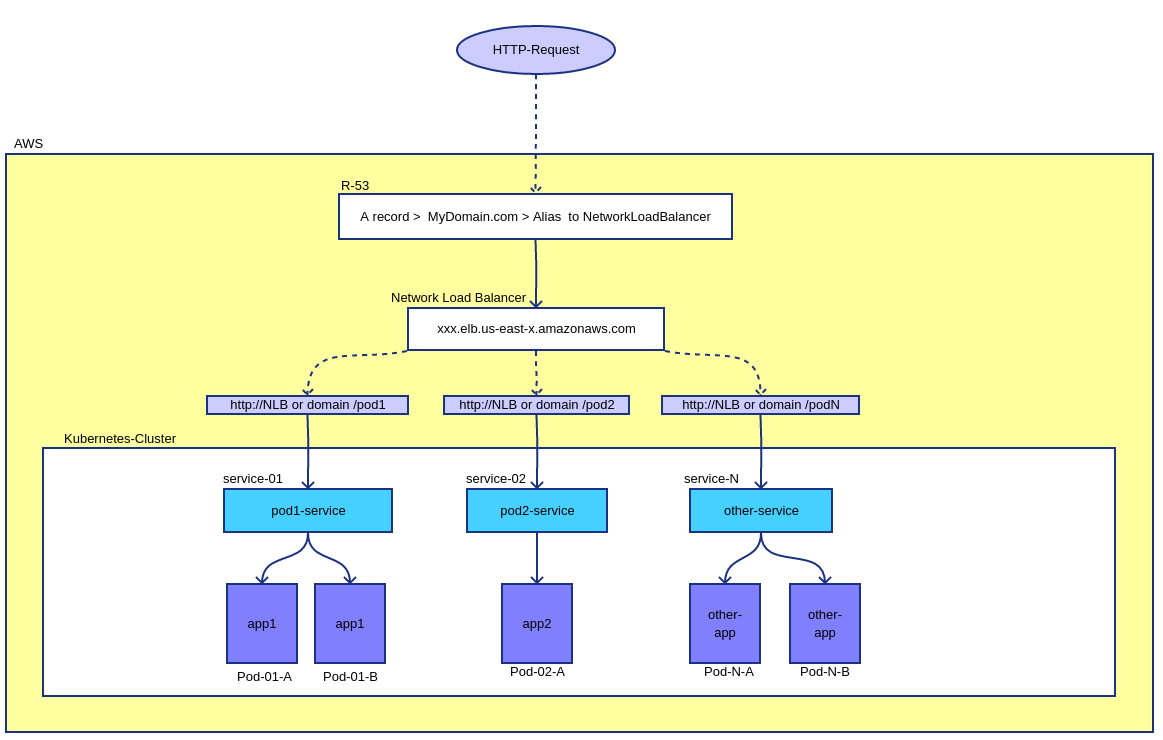 HTTP-Request
AWS
R-53
A record >  MyDomain.com > Alias  to NetworkLoadBalancer
Network Load Balancer
xxx.elb.us-east-x.amazonaws.com
http://NLB or domain /pod1
http://NLB or domain /pod2
http://NLB or domain /podN
Kubernetes-Cluster
service-01
service-02
service-N
pod1-service
pod2-service
other-service
app1
app1
app2
other-
app
other-
app
Pod-01-A
Pod-01-B
Pod-02-A
Pod-N-A
Pod-N-B